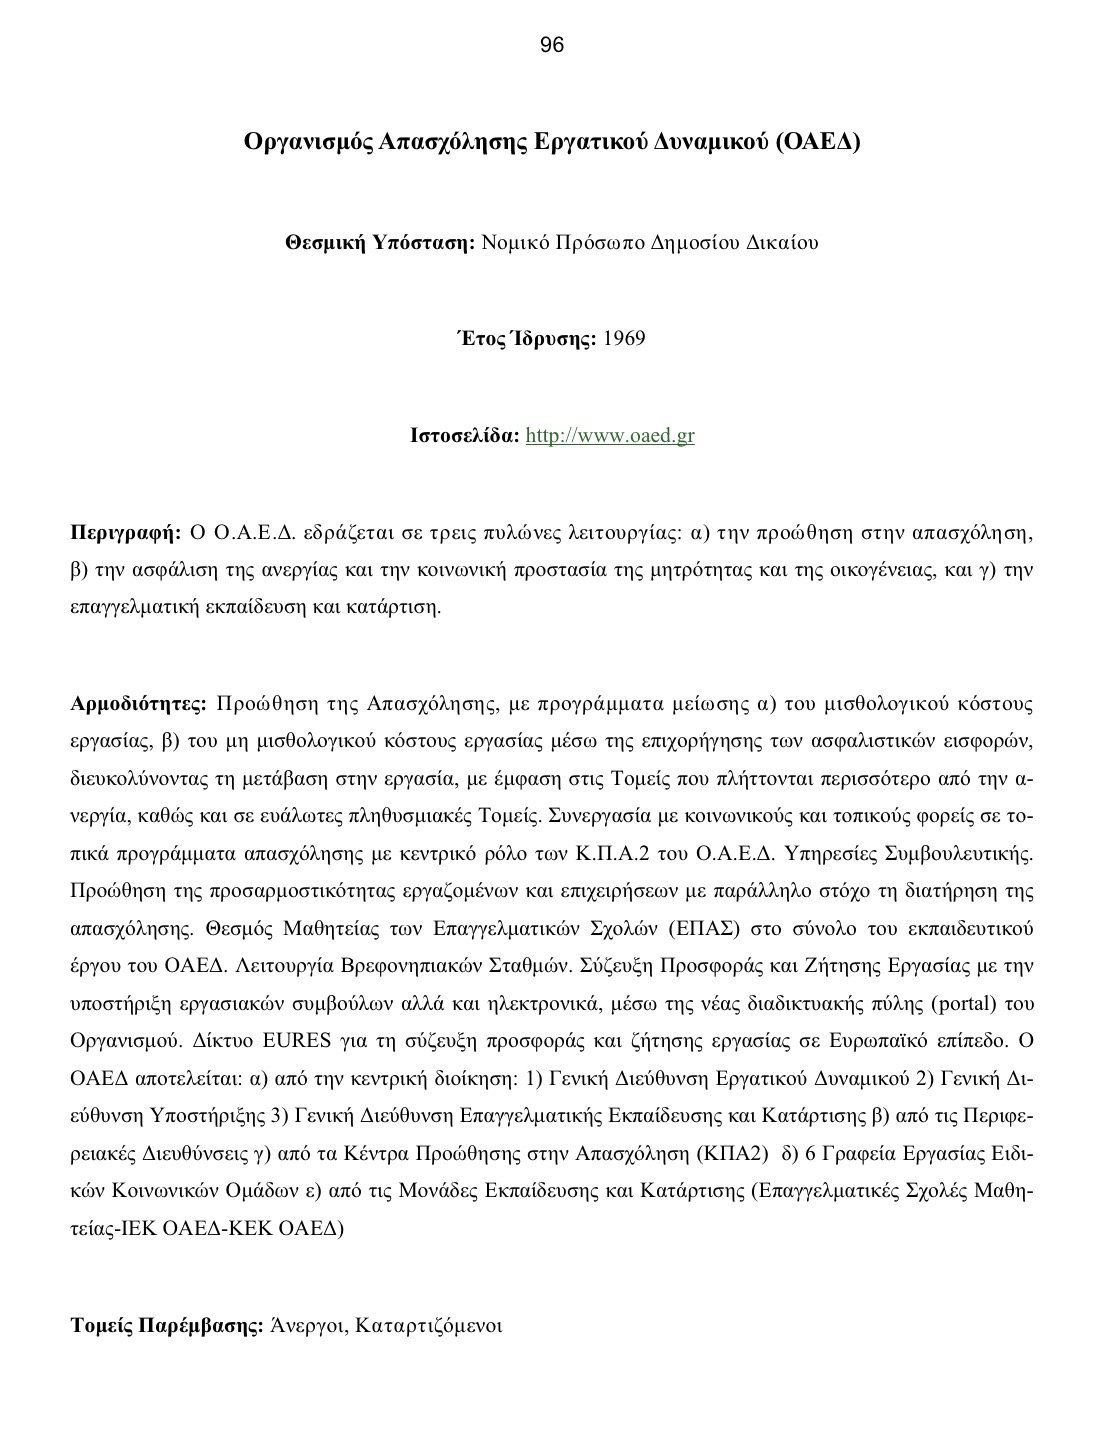 96
Οργανισμός Απασχόλησης Εργατικού Δυναμικού (ΟΑΕΔ)
Θεσμική Υπόσταση: Νομικό Πρόσωπο Δημοσίου Δικαίου
Έτος Ίδρυσης: 1969
Ιστοσελίδα: http://www.oaed.gr
Περιγραφή: Ο Ο.Α.Ε.Δ. εδράζεται σε τρεις πυλώνες λειτουργίας: α) την προώθηση στην απασχόληση,
β) την ασφάλιση της ανεργίας και την κοινωνική προστασία της μητρότητας και της οικογένειας, και γ) την
επαγγελματική εκπαίδευση και κατάρτιση.
Αρμοδιότητες: Προώθηση της Απασχόλησης, με προγράμματα μείωσης α) του μισθολογικού κόστους
εργασίας, β) του μη μισθολογικού κόστους εργασίας μέσω της επιχορήγησης των ασφαλιστικών εισφορών,
διευκολύνοντας τη μετάβαση στην εργασία, με έμφαση στις Τομείς που πλήττονται περισσότερο από την α-
νεργία, καθώς και σε ευάλωτες πληθυσμιακές Τομείς. Συνεργασία με κοινωνικούς και τοπικούς φορείς σε το-
πικά προγράμματα απασχόλησης με κεντρικό ρόλο των Κ.Π.Α.2 του Ο.Α.Ε.Δ. Υπηρεσίες Συμβουλευτικής.
Προώθηση της προσαρμοστικότητας εργαζομένων και επιχειρήσεων με παράλληλο στόχο τη διατήρηση της
απασχόλησης. Θεσμός Μαθητείας των Επαγγελματικών Σχολών (ΕΠΑΣ) στο σύνολο του εκπαιδευτικού
έργου του ΟΑΕΔ. Λειτουργία Βρεφονηπιακών Σταθμών. Σύζευξη Προσφοράς και Ζήτησης Εργασίας με την
υποστήριξη εργασιακών συμβούλων αλλά και ηλεκτρονικά, μέσω της νέας διαδικτυακής πύλης (portal) του
Οργανισμού. Δίκτυο EURES για τη σύζευξη προσφοράς και ζήτησης εργασίας σε Ευρωπαϊκό επίπεδο. Ο
ΟΑΕΔ αποτελείται: α) από την κεντρική διοίκηση: 1) Γενική Διεύθυνση Εργατικού Δυναμικού 2) Γενική Δι-
εύθυνση Υποστήριξης 3) Γενική Διεύθυνση Επαγγελματικής Εκπαίδευσης και Κατάρτισης β) από τις Περιφε-
ρειακές Διευθύνσεις γ) από τα Κέντρα Προώθησης στην Απασχόληση (ΚΠΑ2)  δ) 6 Γραφεία Εργασίας Ειδι-
κών Κοινωνικών Ομάδων ε) από τις Μονάδες Εκπαίδευσης και Κατάρτισης (Επαγγελματικές Σχολές Μαθη-
τείας-ΙΕΚ ΟΑΕΔ-ΚΕΚ ΟΑΕΔ)
Τομείς Παρέμβασης: Άνεργοι, Καταρτιζόμενοι